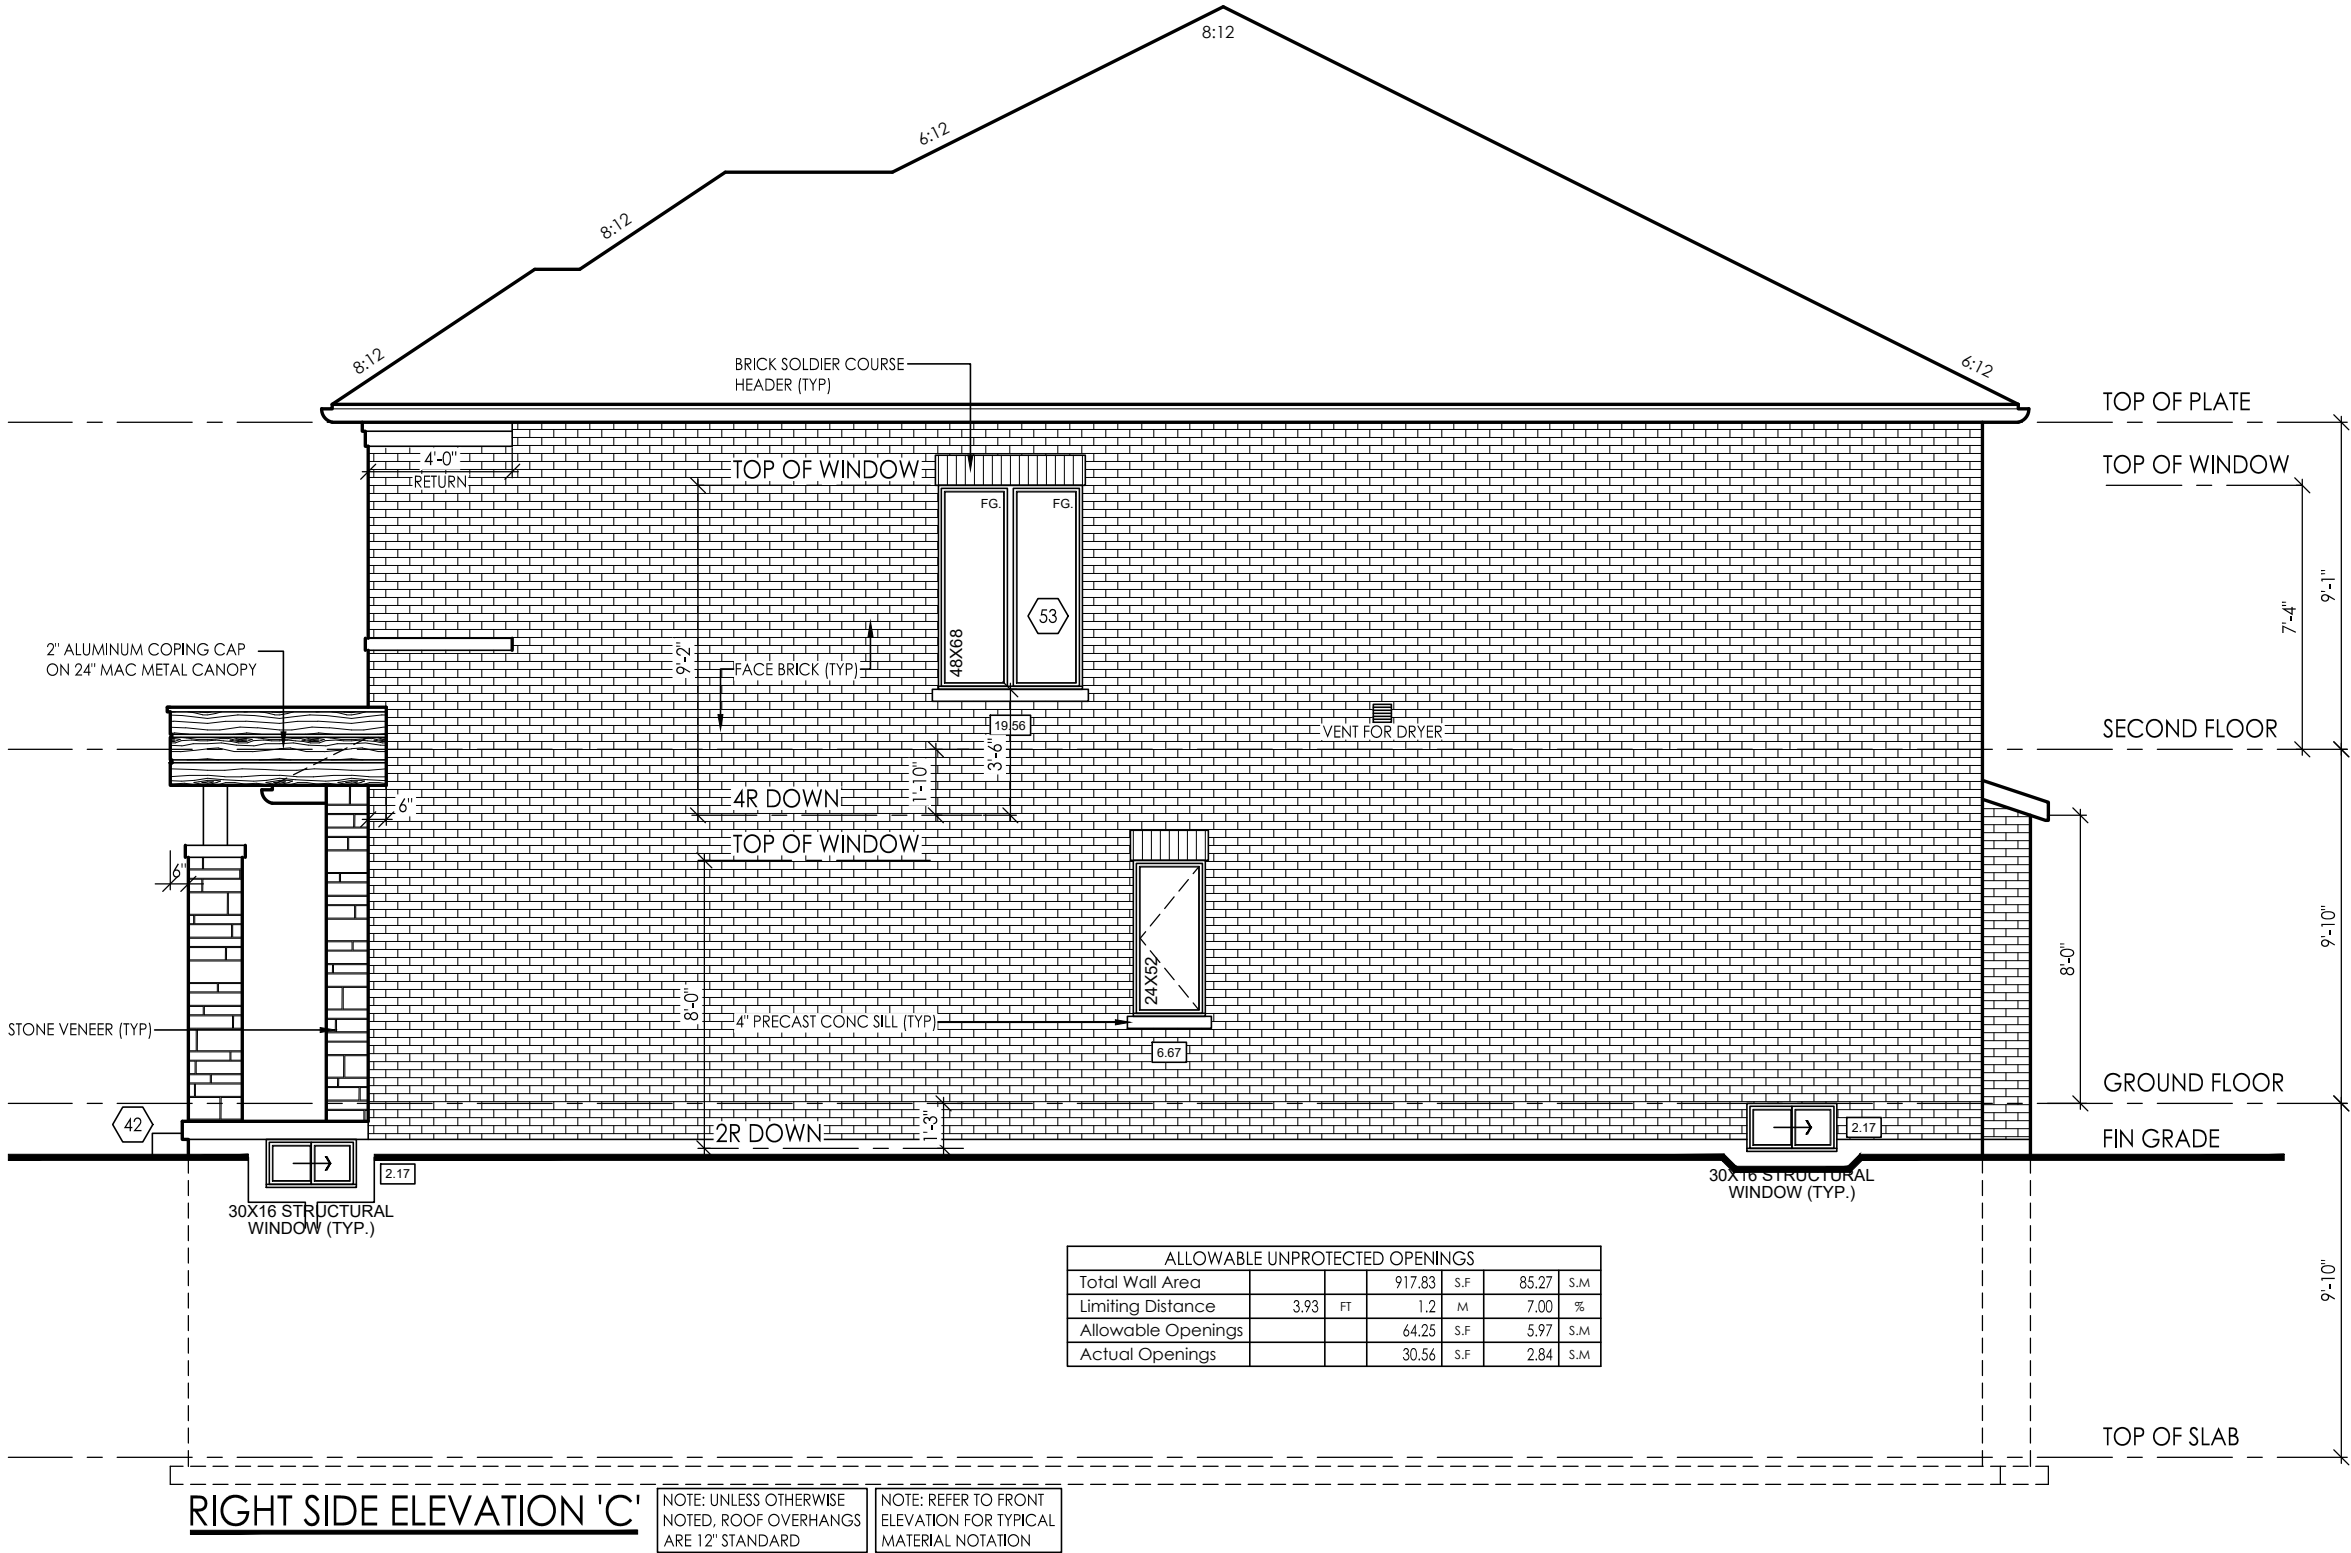 8:12
6:12
8:12
8:12
6:12
BRICK SOLDIER COURSE
HEADER (TYP)
TOP OF PLATE
4'-0"
RETURN
TOP OF WINDOW
TOP OF WINDOW
FG.
FG.
53
48X68
9'-2"
FACE BRICK (TYP)
7'-4"
9'-1"
2" ALUMINUM COPING CAP
ON 24" MAC METAL CANOPY
19.56
3'-6"
VENT FOR DRYER
SECOND FLOOR
1'-10"
4R DOWN
6"
TOP OF WINDOW
6"
24X52
8'-0"
8'-0"
9'-10"
STONE VENEER (TYP)
4" PRECAST CONC SILL (TYP)
6.67
GROUND FLOOR
42
2R DOWN
1'-3"
2.17
FIN GRADE
2.17
30X16 STRUCTURAL
WINDOW (TYP.)
30X16 STRUCTURAL
WINDOW (TYP.)
ALLOWABLE UNPROTECTED OPENINGS
Total Wall Area 917.83 S.F 85.27 S.M
Limiting Distance 3.93 FT 1.2 M 7.00 %
Allowable Openings 64.25 S.F 5.97 S.M
Actual Openings 30.56 S.F 2.84 S.M
9'-10"
TOP OF SLAB
RIGHT SIDE ELEVATION 'C'
NOTE: UNLESS OTHERWISE
NOTED, ROOF OVERHANGS
ARE 12" STANDARD
NOTE: REFER TO FRONT
ELEVATION FOR TYPICAL
MATERIAL NOTATION